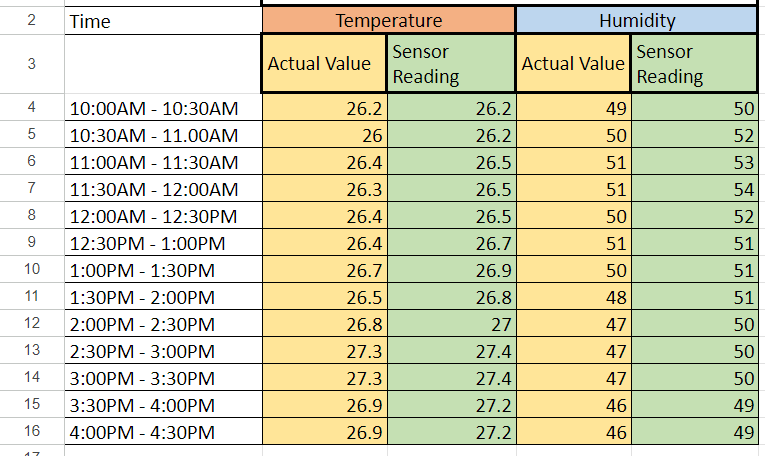 2 Time Temperature Humidity
3 Actual Value Sensor Reading Actual Value Sensor Reading
4 10:00AM - 10:30AM 26.2 26.2 49 50
5 10:30AM - 11.00AM 26 26.2 50 52
6 11:00AM - 11:30AM 26.4 26.5 51 53
7 11:30AM - 12:00AM 26.3 26.5 51 54
8 12:00AM - 12:30PM 26.4 26.5 50 52
9 12:30PM - 1:00PM 26.4 26.7 51 51
10 1:00PM - 1:30PM 26.7 26.9 50 51
11 1:30PM - 2:00PM 26.5 26.8 48 51
12 2:00PM - 2:30PM 26.8 27 47 50
13 2:30PM - 3:00PM 27.3 27.4 47 50
14 3:00PM - 3:30PM 27.3 27.4 47 50
15 3:30PM - 4:00PM 26.9 27.2 46 49
16 4:00PM - 4:30PM 26.9 27.2 46 49